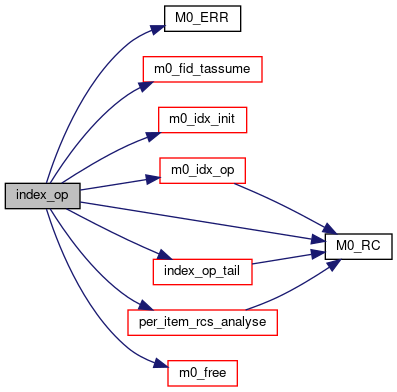 M0_ERR
m0_fid_tassume
m0_idx_init
m0_idx_op
index_op
M0_RC
index_op_tail
per_item_rcs_analyse
m0_free